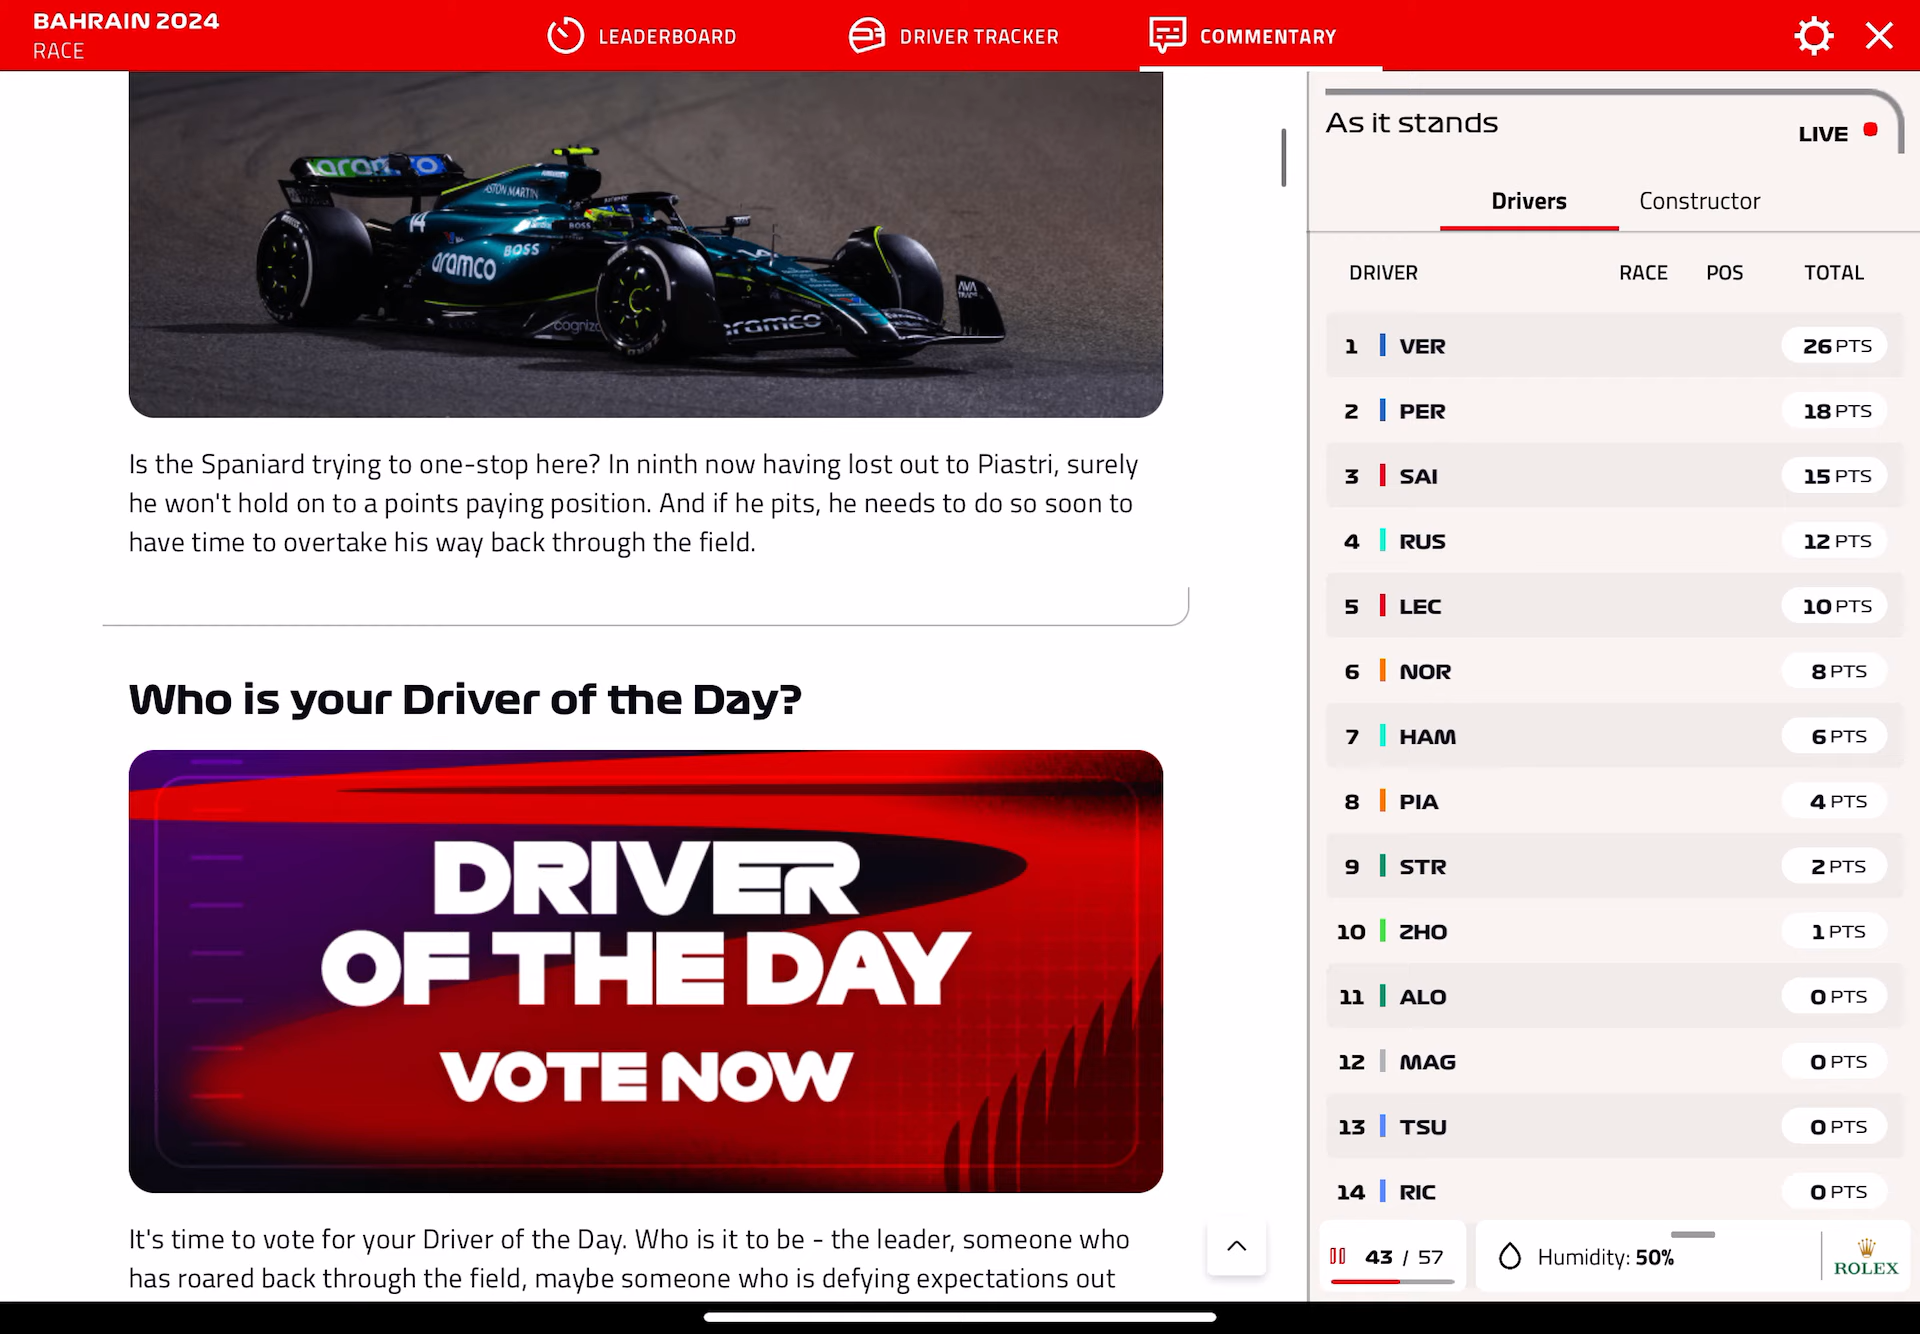 BAHRAIN 2024
RACE
LEADERBOARD
DRIVER TRACKER
COMMENTARY
aramco
ASTON MARTIN
14
BOSS
BOSS
aramco
aramco
Is the Spaniard trying to one-stop here? In ninth now having lost out to Piastri, surely
he won't hold on to a points paying position. And if he pits, he needs to do so soon to
have time to overtake his way back through the field.
Who is your Driver of the Day?
DRIVER
OF THE DAY
VOTE NOW
It's time to vote for your Driver of the Day. Who is it to be - the leader, someone who
has roared back through the field, maybe someone who is defying expectations out
As it stands
LIVE
Drivers Constructor
DRIVER RACE POS TOTAL
1 VER 26 PTS
2 PER 18 PTS
3 SAI 15 PTS
4 RUS 12 PTS
5 LEC 10 PTS
6 NOR 8 PTS
7 HAM 6 PTS
8 PIA 4 PTS
9 STR 2 PTS
10 ZHO 1 PTS
11 ALO 0 PTS
12 MAG 0 PTS
13 TSU 0 PTS
14 RIC 0 PTS
43 / 57
Humidity: 50%
ROLEX